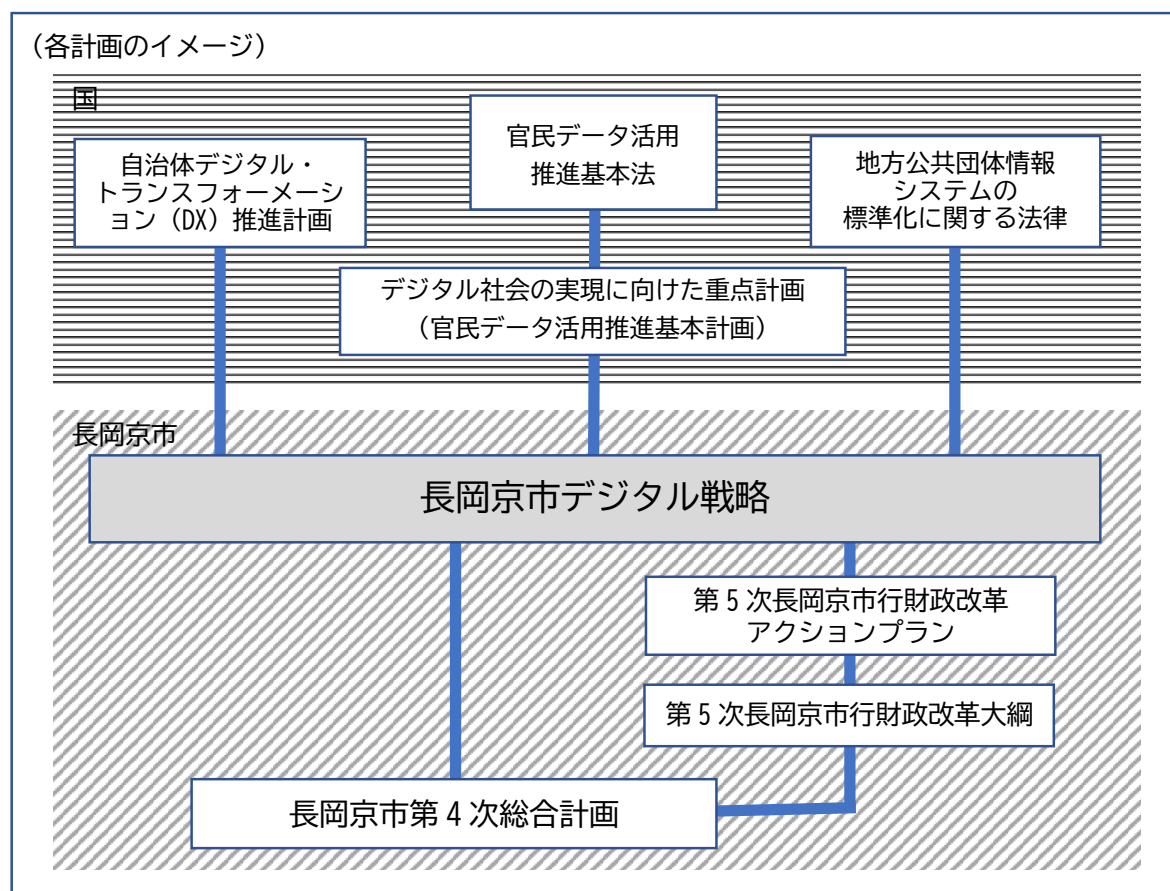 （各計画のイメージ）
国
自治体デジタル・
トランスフォーメーシ
ョン（DX）推進計画
官民データ活用
推進基本法
地方公共団体情報
システムの
標準化に関する法律
デジタル社会の実現に向けた重点計画
（官民データ活用推進基本計画）
長岡京市
長岡京市デジタル戦略
第５次長岡京市行財政改革
アクションプラン
第５次長岡京市行財政改革大綱
長岡京市第４次総合計画